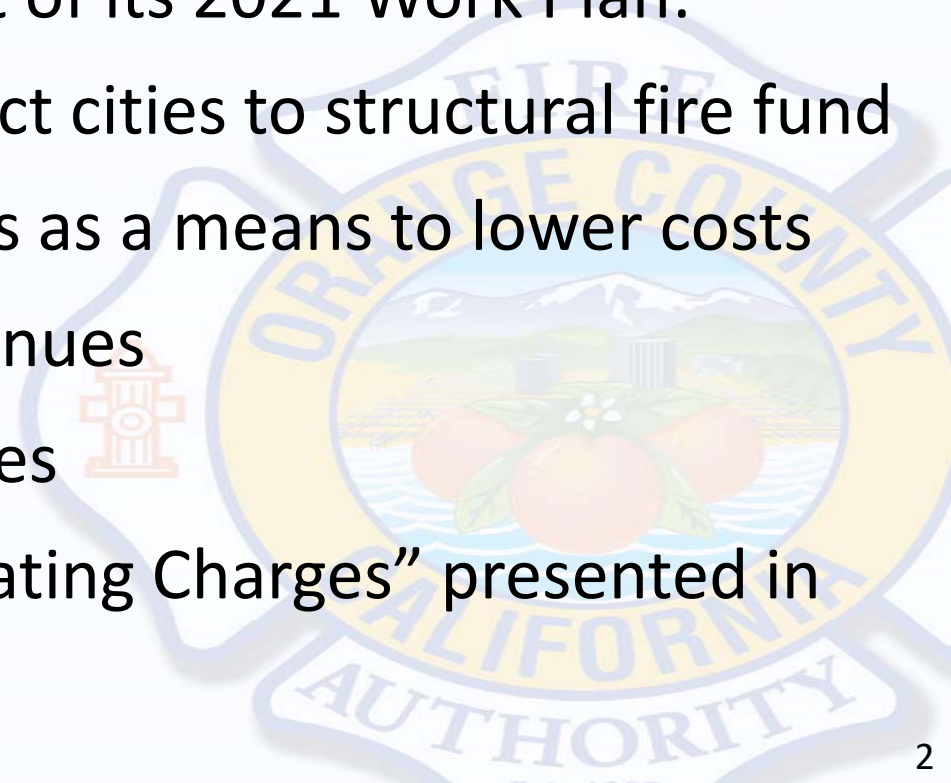 of its 2021 Work Plan:
ct cities to structural fire fund
s as a means to lower costs
nues
es
ating Charges” presented in
FIRE
ORANGE COUNTY
CALIFORNIA
AUTHORITY
2